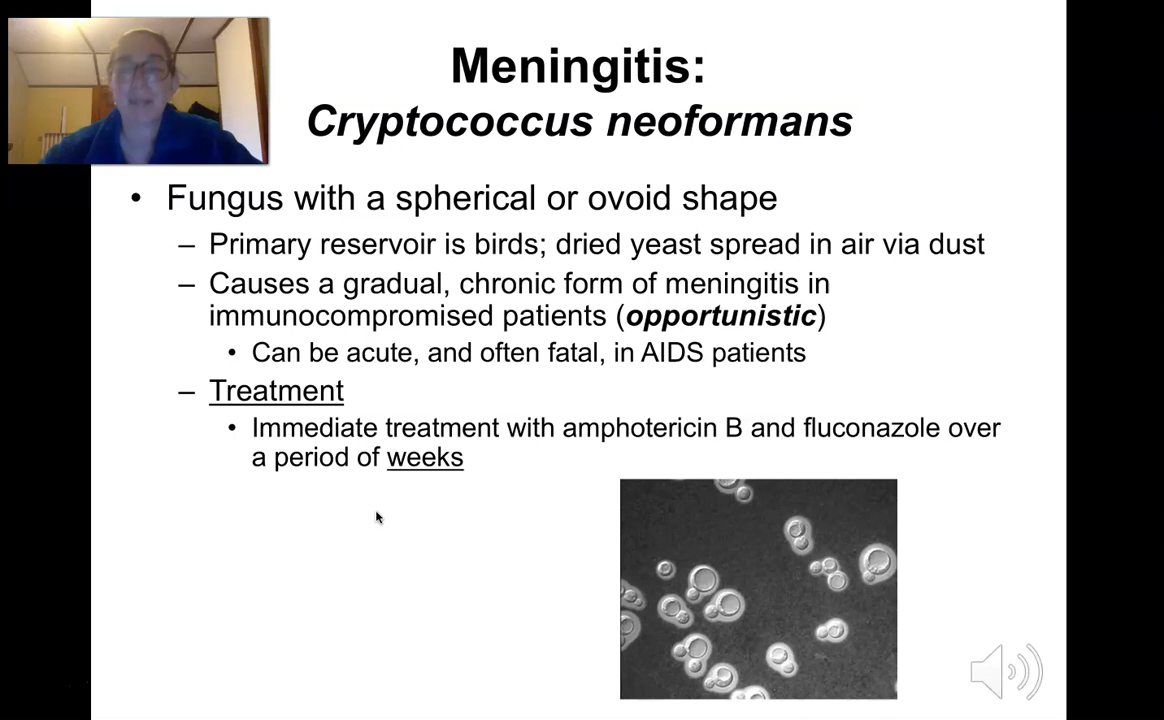 Meningitis:
Cryptococcus neoformans
• Fungus with a spherical or ovoid shape
– Primary reservoir is birds; dried yeast spread in air via dust
– Causes a gradual, chronic form of meningitis in
immunocompromised patients (opportunistic)
• Can be acute, and often fatal, in AIDS patients
– Treatment
• Immediate treatment with amphotericin B and fluconazole over
a period of weeks